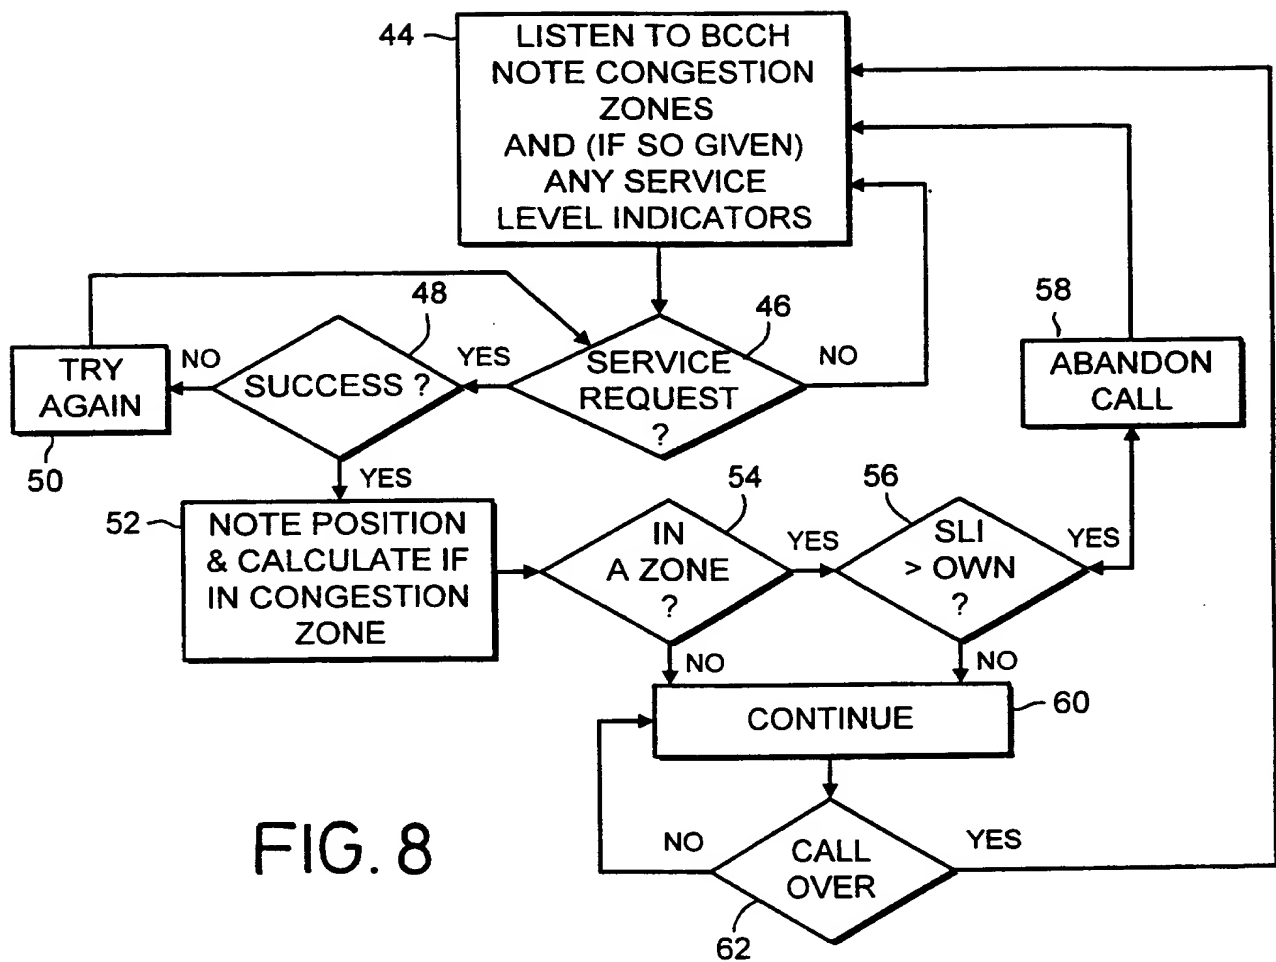 44
LISTEN TO BCCH
NOTE CONGESTION
ZONES
AND (IF SO GIVEN)
ANY SERVICE
LEVEL INDICATORS
48
46
58
TRY
AGAIN
50
NO
SUCCESS ?
YES
SERVICE
REQUEST
?
NO
ABANDON
CALL
YES
52
NOTE POSITION
& CALCULATE IF
IN CONGESTION
ZONE
54
IN
A ZONE
?
YES
56
SLI
> OWN
?
YES
NO
NO
CONTINUE
60
NO
CALL
OVER
YES
62
FIG. 8